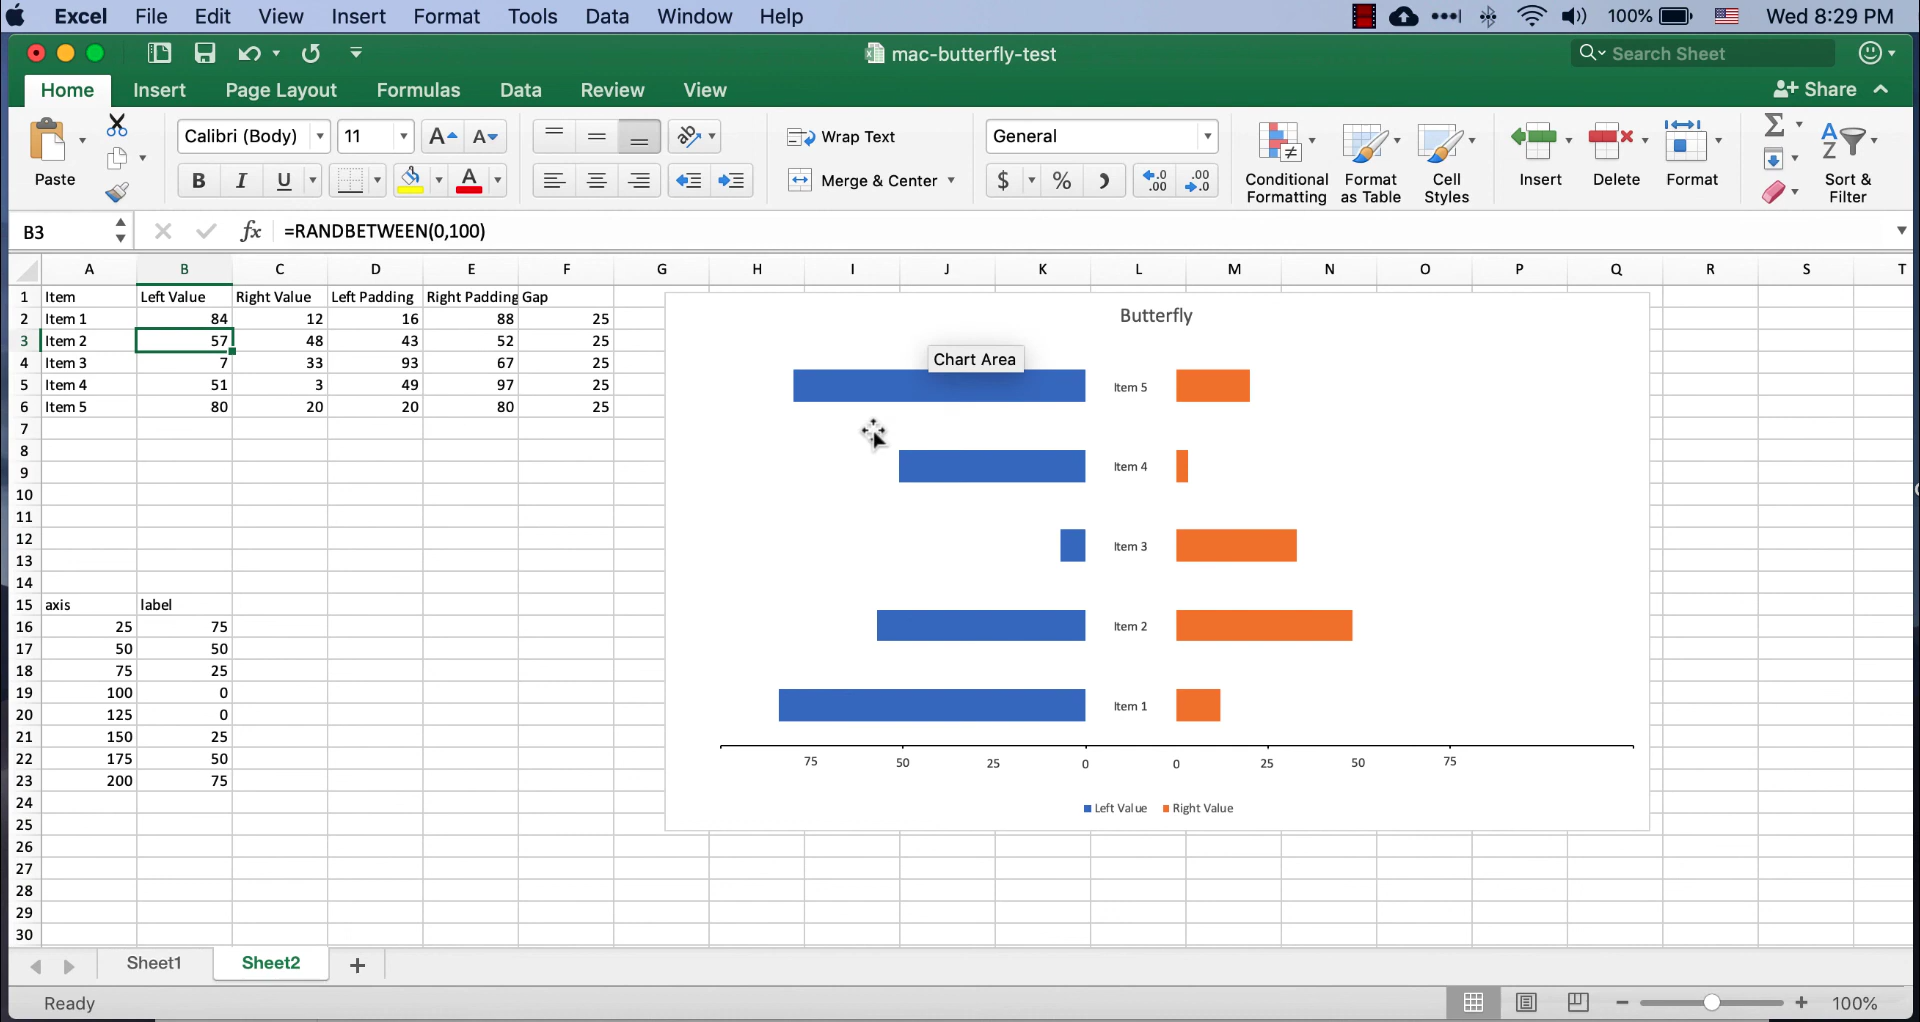 Excel File Edit View Insert Format Tools Data Window Help 100% Wed 8:29 PM
mac-butterfly-test Search Sheet
Home Insert Page Layout Formulas Data Review View Share
Paste Calibri (Body) 11 A A Wrap Text General Conditional Formatting Format as Table Cell Styles Insert Delete Format Sort & Filter
B I U A Merge & Center $ % .0 .00 .00 .0
B3 fx =RANDBETWEEN(0,100)
A B C D E F G H I J K L M N O P Q R S T
1 Item Left Value Right Value Left Padding Right Padding Gap
2 Item 1 84 12 16 88 25
3 Item 2 57 48 43 52 25
4 Item 3 7 33 93 67 25
5 Item 4 51 3 49 97 25
6 Item 5 80 20 20 80 25
7
8
9
10
11
12
13
14
15 axis label
16 25 75
17 50 50
18 75 25
19 100 0
20 125 0
21 150 25
22 175 50
23 200 75
24
25
26
27
28
29
30
Butterfly
Chart Area
Item 5
Item 4
Item 3
Item 2
Item 1
75 50 25 0 0 25 50 75
Left Value Right Value
Sheet1 Sheet2 +
Ready 100%